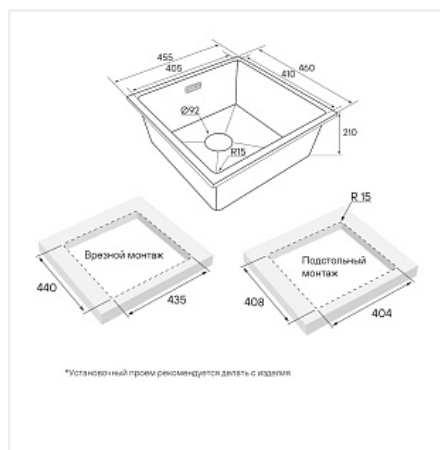 455
460
405
410
Ø92
210
R15
R 15
Врезной монтаж
Подстольный
монтаж
440
435
408
404
*Установочный проем рекомендуется делать с изделия